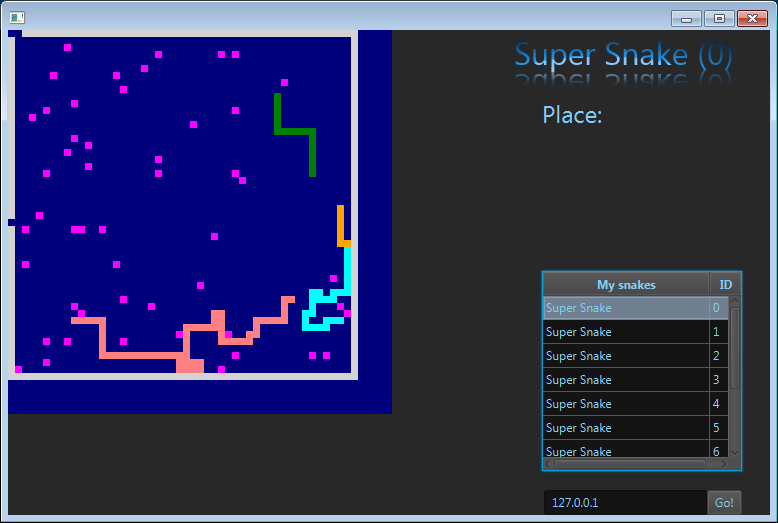 Super Snake (0)
Place:
My snakes ID
Super Snake 0
Super Snake 1
Super Snake 2
Super Snake 3
Super Snake 4
Super Snake 5
Super Snake 6
127.0.0.1 Go!